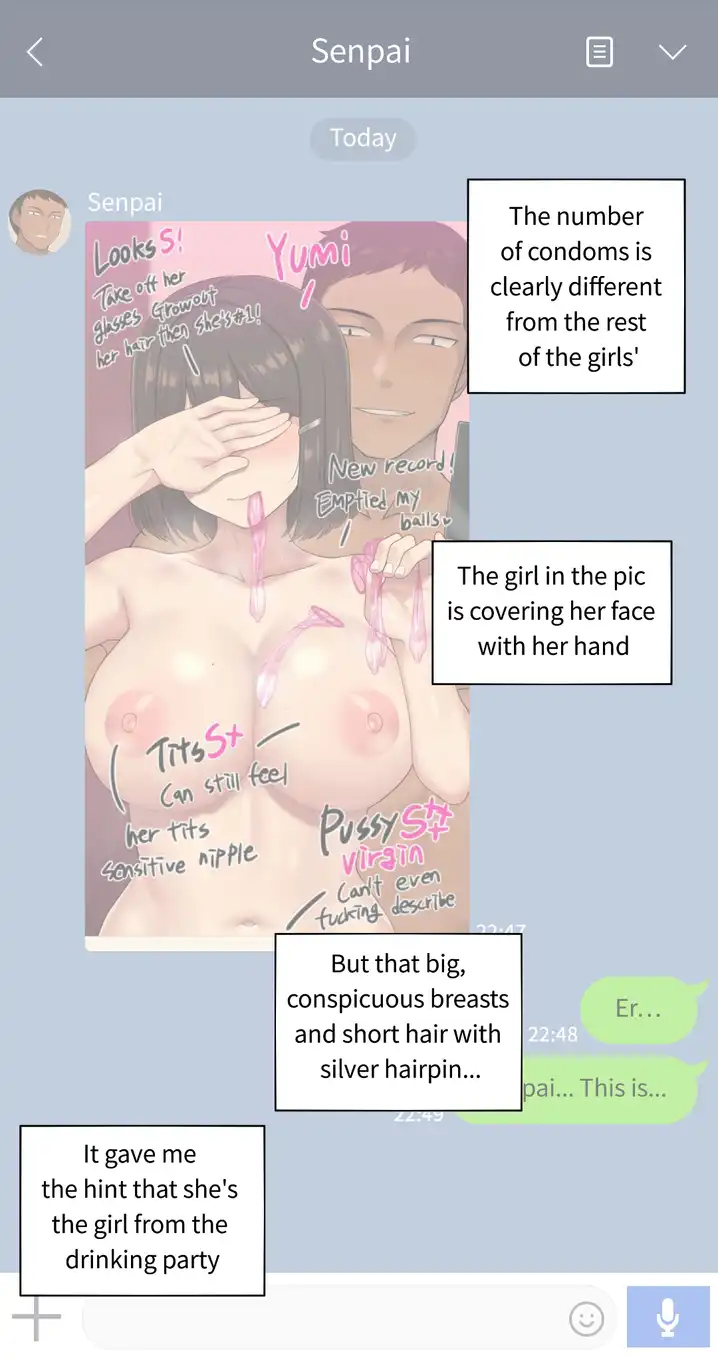 Senpai
Today
Senpai
The number
of condoms is
clearly different
from the rest
of the girls'
Looks S!
Take off her
glasses Growout
her hair then she's #1!
Yumi
New record!
Emptied my
balls
The girl in the pic
is covering her face
with her hand
Tits S+
Can still feel
her tits
sensitive nipple
Pussy S++
virgin
Can't even
fucking describe
22:47
But that big,
conspicuous breasts
and short hair with
silver hairpin...
Er...
22:48
pai... This is...
22:49
It gave me
the hint that she's
the girl from the
drinking party